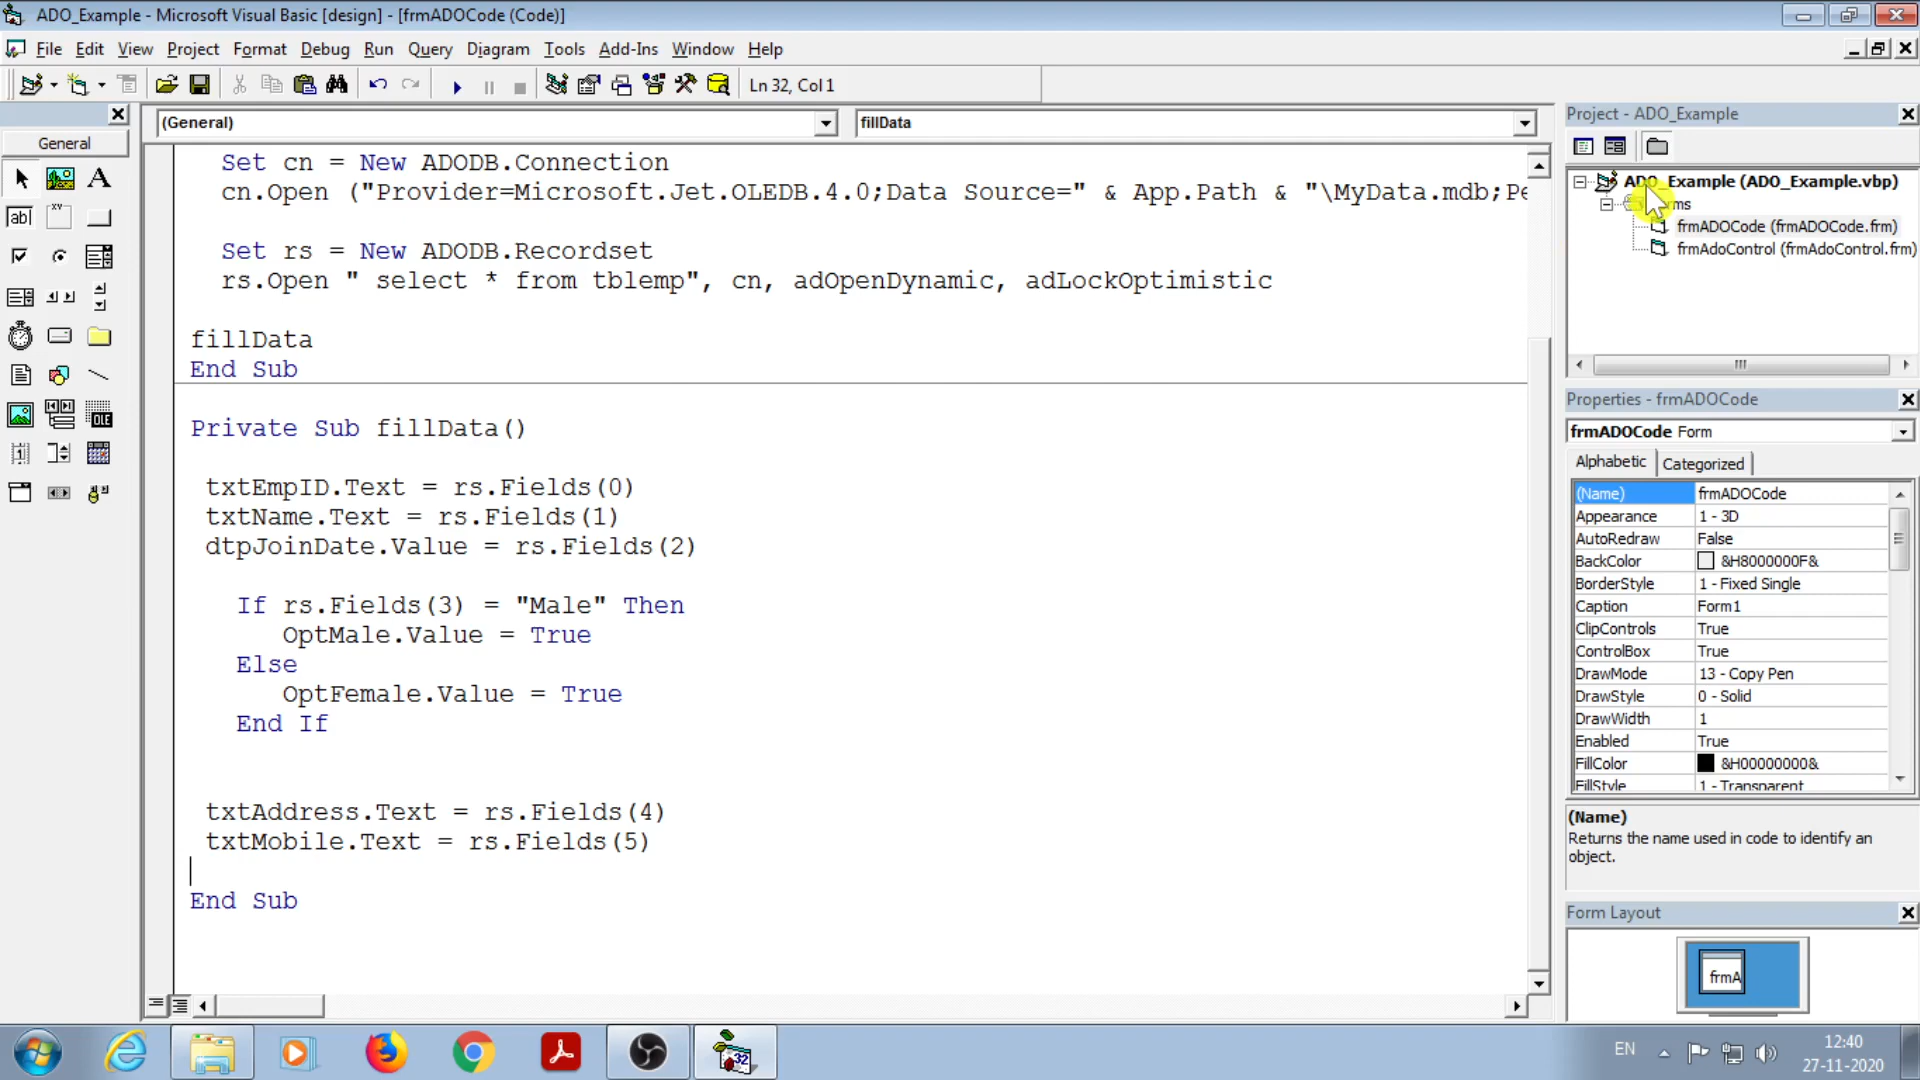 ADO_Example - Microsoft Visual Basic [design] - [frmADOCode (Code)]
File Edit View Project Format Debug Run Query Diagram Tools Add-Ins Window Help
Ln 32, Col 1
General
(General)
fillData
Set cn = New ADODB.Connection
cn.Open ("Provider=Microsoft.Jet.OLEDB.4.0;Data Source=" & App.Path & "\MyData.mdb;Pe
Set rs = New ADODB.Recordset
rs.Open " select * from tblemp", cn, adOpenDynamic, adLockOptimistic
fillData
End Sub
Private Sub fillData()
txtEmpID.Text = rs.Fields(0)
txtName.Text = rs.Fields(1)
dtpJoinDate.Value = rs.Fields(2)
If rs.Fields(3) = "Male" Then
OptMale.Value = True
Else
OptFemale.Value = True
End If
txtAddress.Text = rs.Fields(4)
txtMobile.Text = rs.Fields(5)
End Sub
Project - ADO_Example
ADO_Example (ADO_Example.vbp)
frmADOCode (frmADOCode.frm)
frmAdoControl (frmAdoControl.frm)
Properties - frmADOCode
frmADOCode Form
Alphabetic Categorized
(Name) frmADOCode
Appearance 1 - 3D
AutoRedraw False
BackColor &H8000000F&
BorderStyle 1 - Fixed Single
Caption Form1
ClipControls True
ControlBox True
DrawMode 13 - Copy Pen
DrawStyle 0 - Solid
DrawWidth 1
Enabled True
FillColor &H00000000&
FillStyle 1 - Transparent
(Name)
Returns the name used in code to identify an
object.
Form Layout
frmA
EN
12:40
27-11-2020